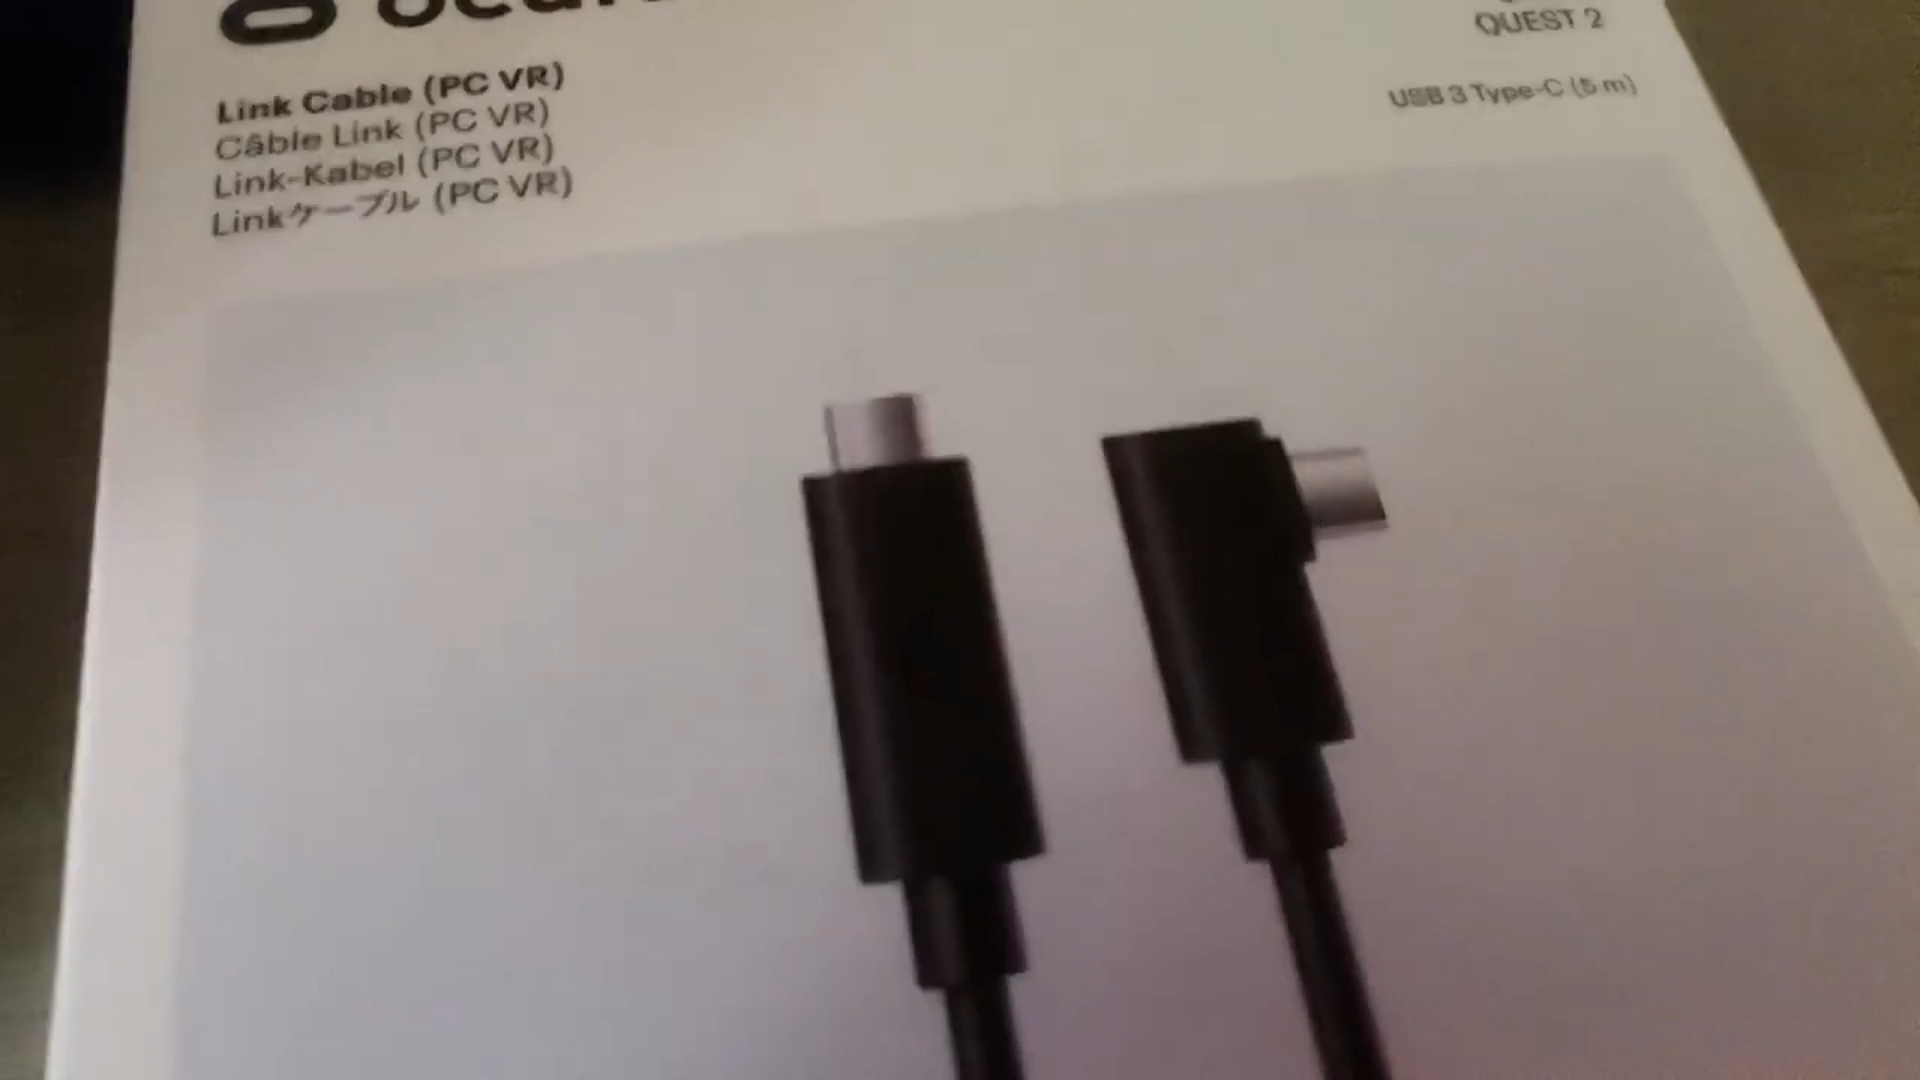 QUEST 2
Link Cable (PC VR)
Câble Link (PC VR)
Link-Kabel (PC VR)
Linkケーブル (PC VR)
USB 3 Type-C (5 m)